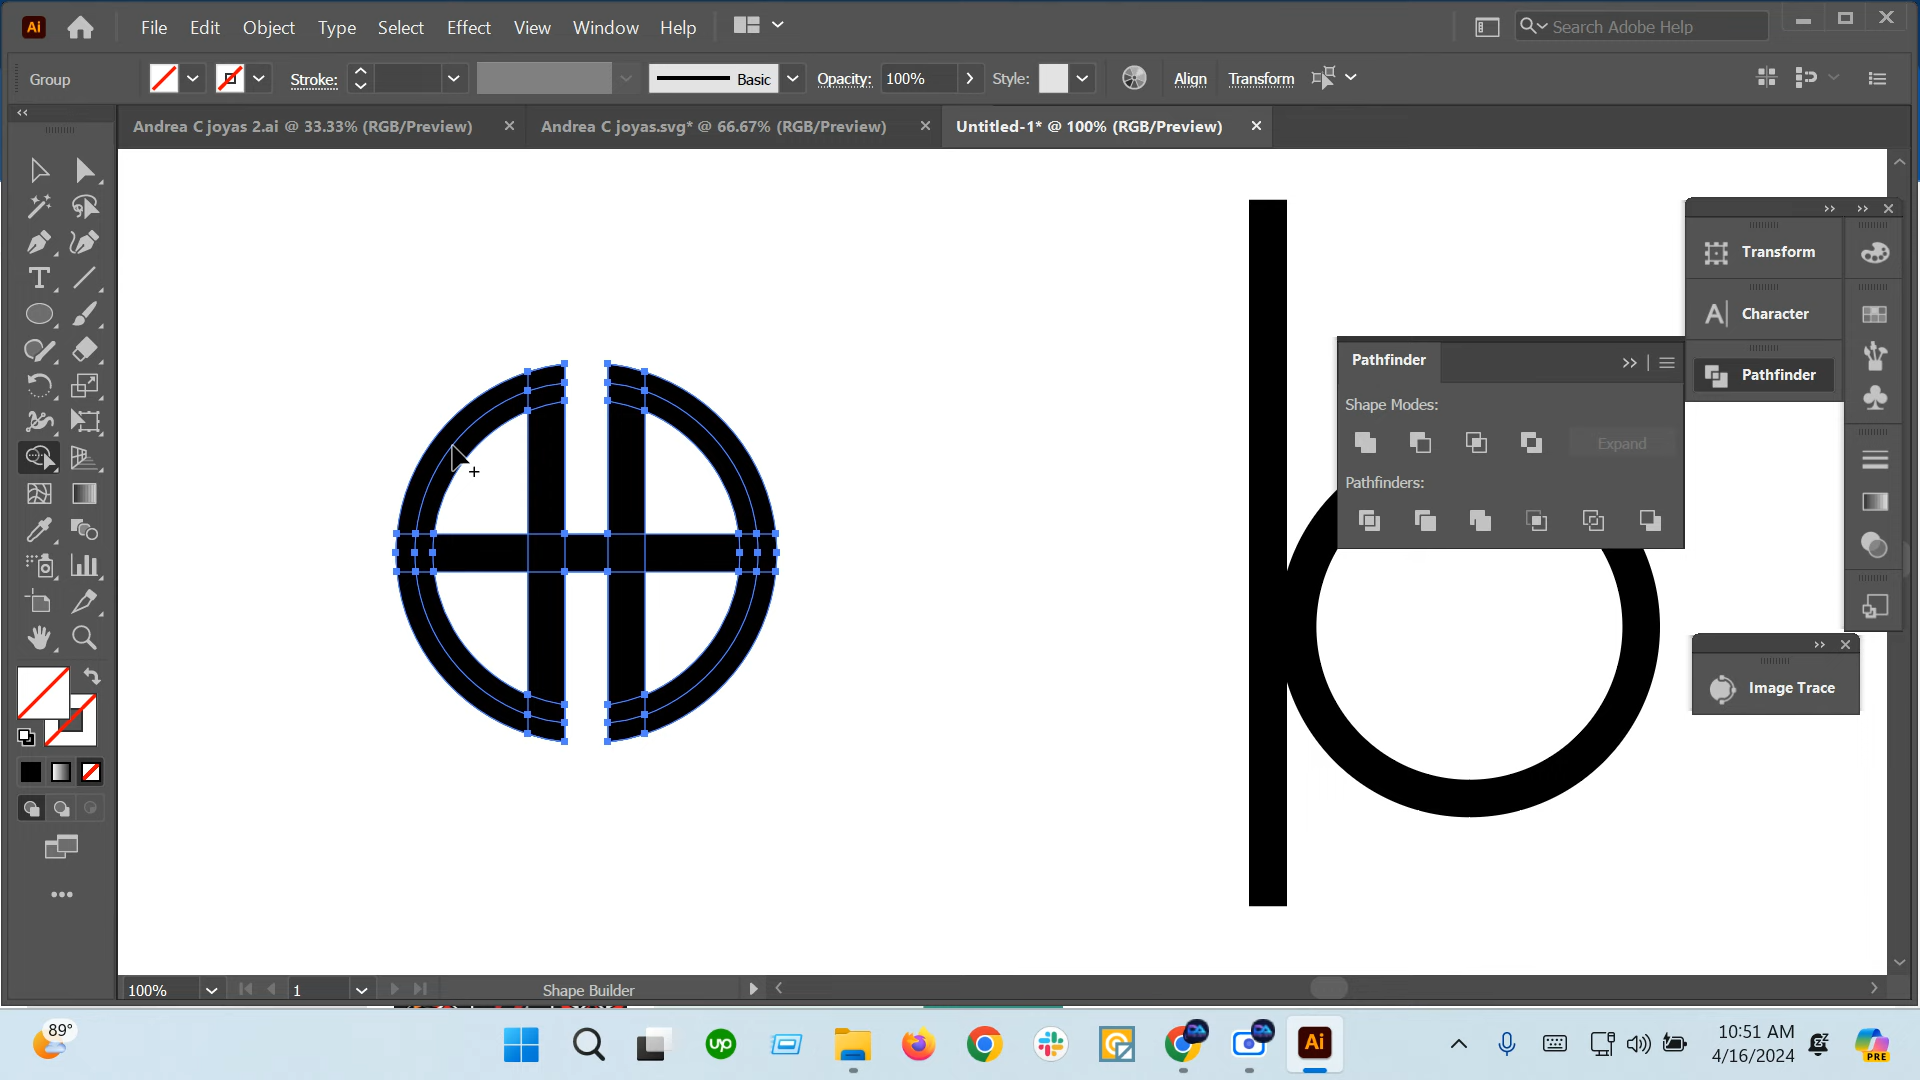 Ai File Edit Object Type Select Effect View Window Help Search Adobe Help
Group Stroke: Basic Opacity: 100% Style: Align Transform
Andrea C joyas 2.ai @ 33.33% (RGB/Preview) Andrea C joyas.svg* @ 66.67% (RGB/Preview) Untitled-1* @ 100% (RGB/Preview)
Transform
Character
Pathfinder
Pathfinder
Shape Modes:
Expand
Pathfinders:
Image Trace
100% 1 Shape Builder
89°
up
Ai
10:51 AM
4/16/2024
PRE